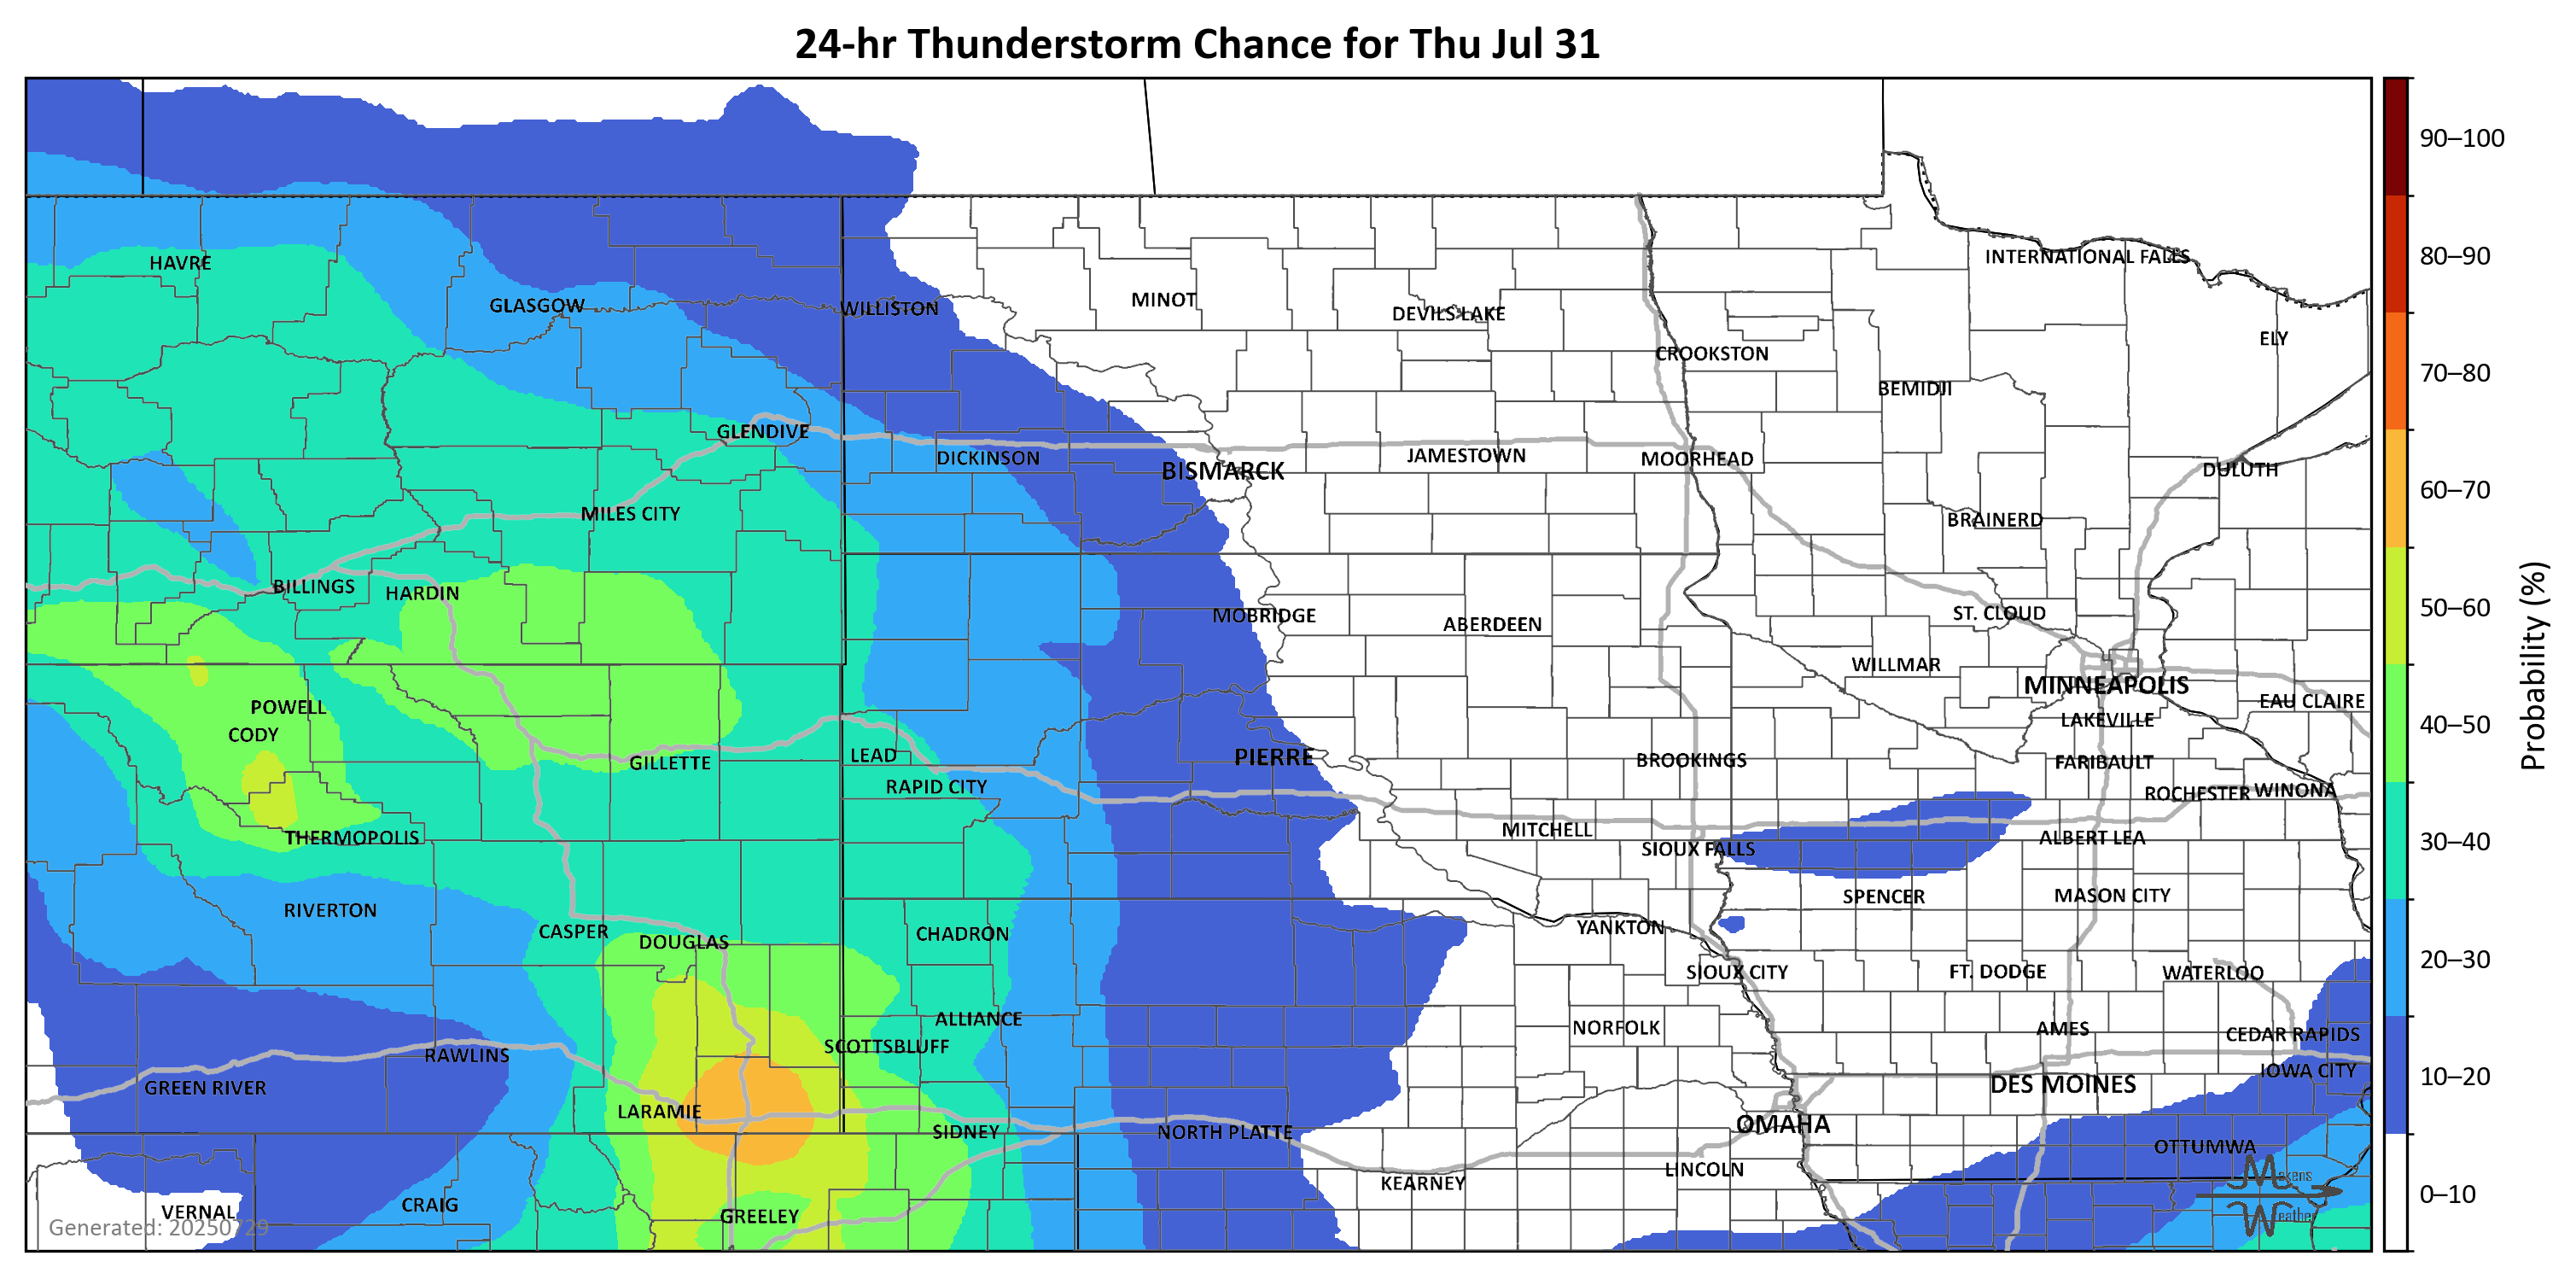 24-hr Thunderstorm Chance for Thu Jul 31
90–100
80–90
70–80
60–70
50–60
40–50
30–40
20–30
10–20
0–10
Probability (%)
HAVRE
INTERNATIONAL FALLS
GLASGOW
WILLISTON
MINOT
DEVILS LAKE
ELY
CROOKSTON
BEMIDJI
GLENDIVE
DICKINSON
BISMARCK
JAMESTOWN
MOORHEAD
DULUTH
MILES CITY
BRAINERD
BILLINGS
HARDIN
MOBRIDGE
ABERDEEN
ST. CLOUD
WILLMAR
MINNEAPOLIS
POWELL
EAU CLAIRE
LAKEVILLE
CODY
LEAD
PIERRE
GILLETTE
BROOKINGS
FARIBAULT
RAPID CITY
ROCHESTER
WINONA
THERMOPOLIS
MITCHELL
ALBERT LEA
SIOUX FALLS
SPENCER
MASON CITY
RIVERTON
CASPER
DOUGLAS
CHADRON
YANKTON
SIOUX CITY
FT. DODGE
WATERLOO
ALLIANCE
NORFOLK
AMES
CEDAR RAPIDS
SCOTTSBLUFF
RAWLINS
GREEN RIVER
IOWA CITY
DES MOINES
LARAMIE
OMAHA
SIDNEY
NORTH PLATTE
OTTUMWA
LINCOLN
KEARNEY
CRAIG
VERNAL
GREELEY
Makens
Weather
Generated: 20250729